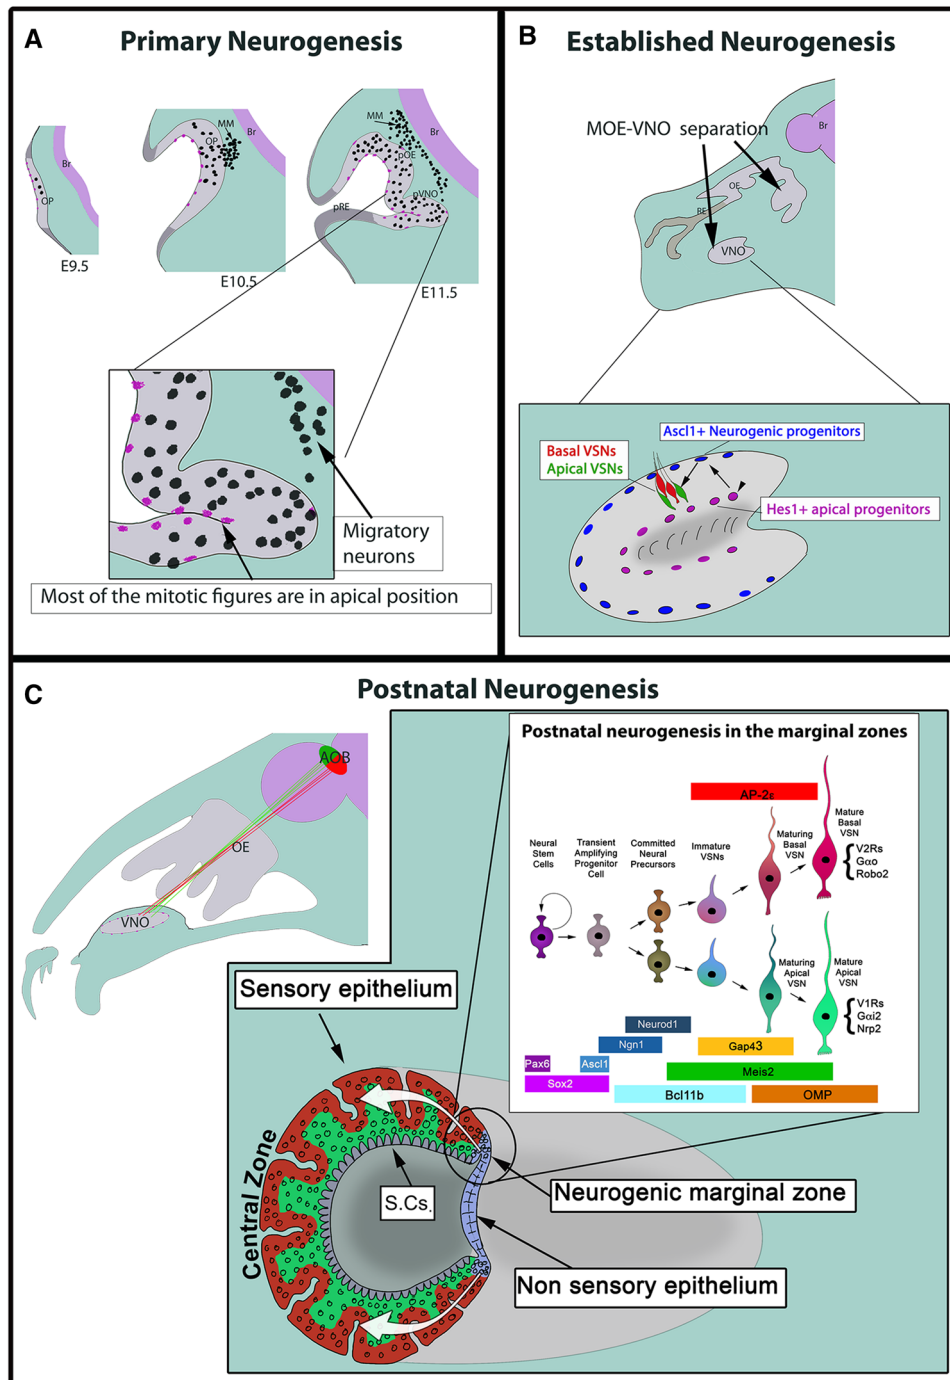 A
Primary Neurogenesis
Br
OP
E9.5
MM
OP
Br
E10.5
MM
Br
pOE
pVNO
pRE
E11.5
Migratory
neurons
Most of the mitotic figures are in apical position
B
Established Neurogenesis
MOE-VNO separation
Br
OE
RE
VNO
Ascl1+ Neurogenic progenitors
Basal VSNs
Apical VSNs
Hes1+ apical progenitors
C
Postnatal Neurogenesis
AOB
OE
VNO
Postnatal neurogenesis in the marginal zones
AP-2ε
Neural
Stem
Cells
Transient
Amplifying
Progenitor
Cell
Committed
Neural
Precursors
Immature
VSNs
Maturing
Basal
VSN
Mature
Basal
VSN
V2Rs
Gαo
Robo2
Maturing
Apical
VSN
Mature
Apical
VSN
V1Rs
Gαi2
Nrp2
Neurod1
Ngn1
Gap43
Pax6
Ascl1
Meis2
Sox2
Bcl11b
OMP
Sensory epithelium
Central Zone
S.Cs.
Neurogenic marginal zone
Non sensory epithelium